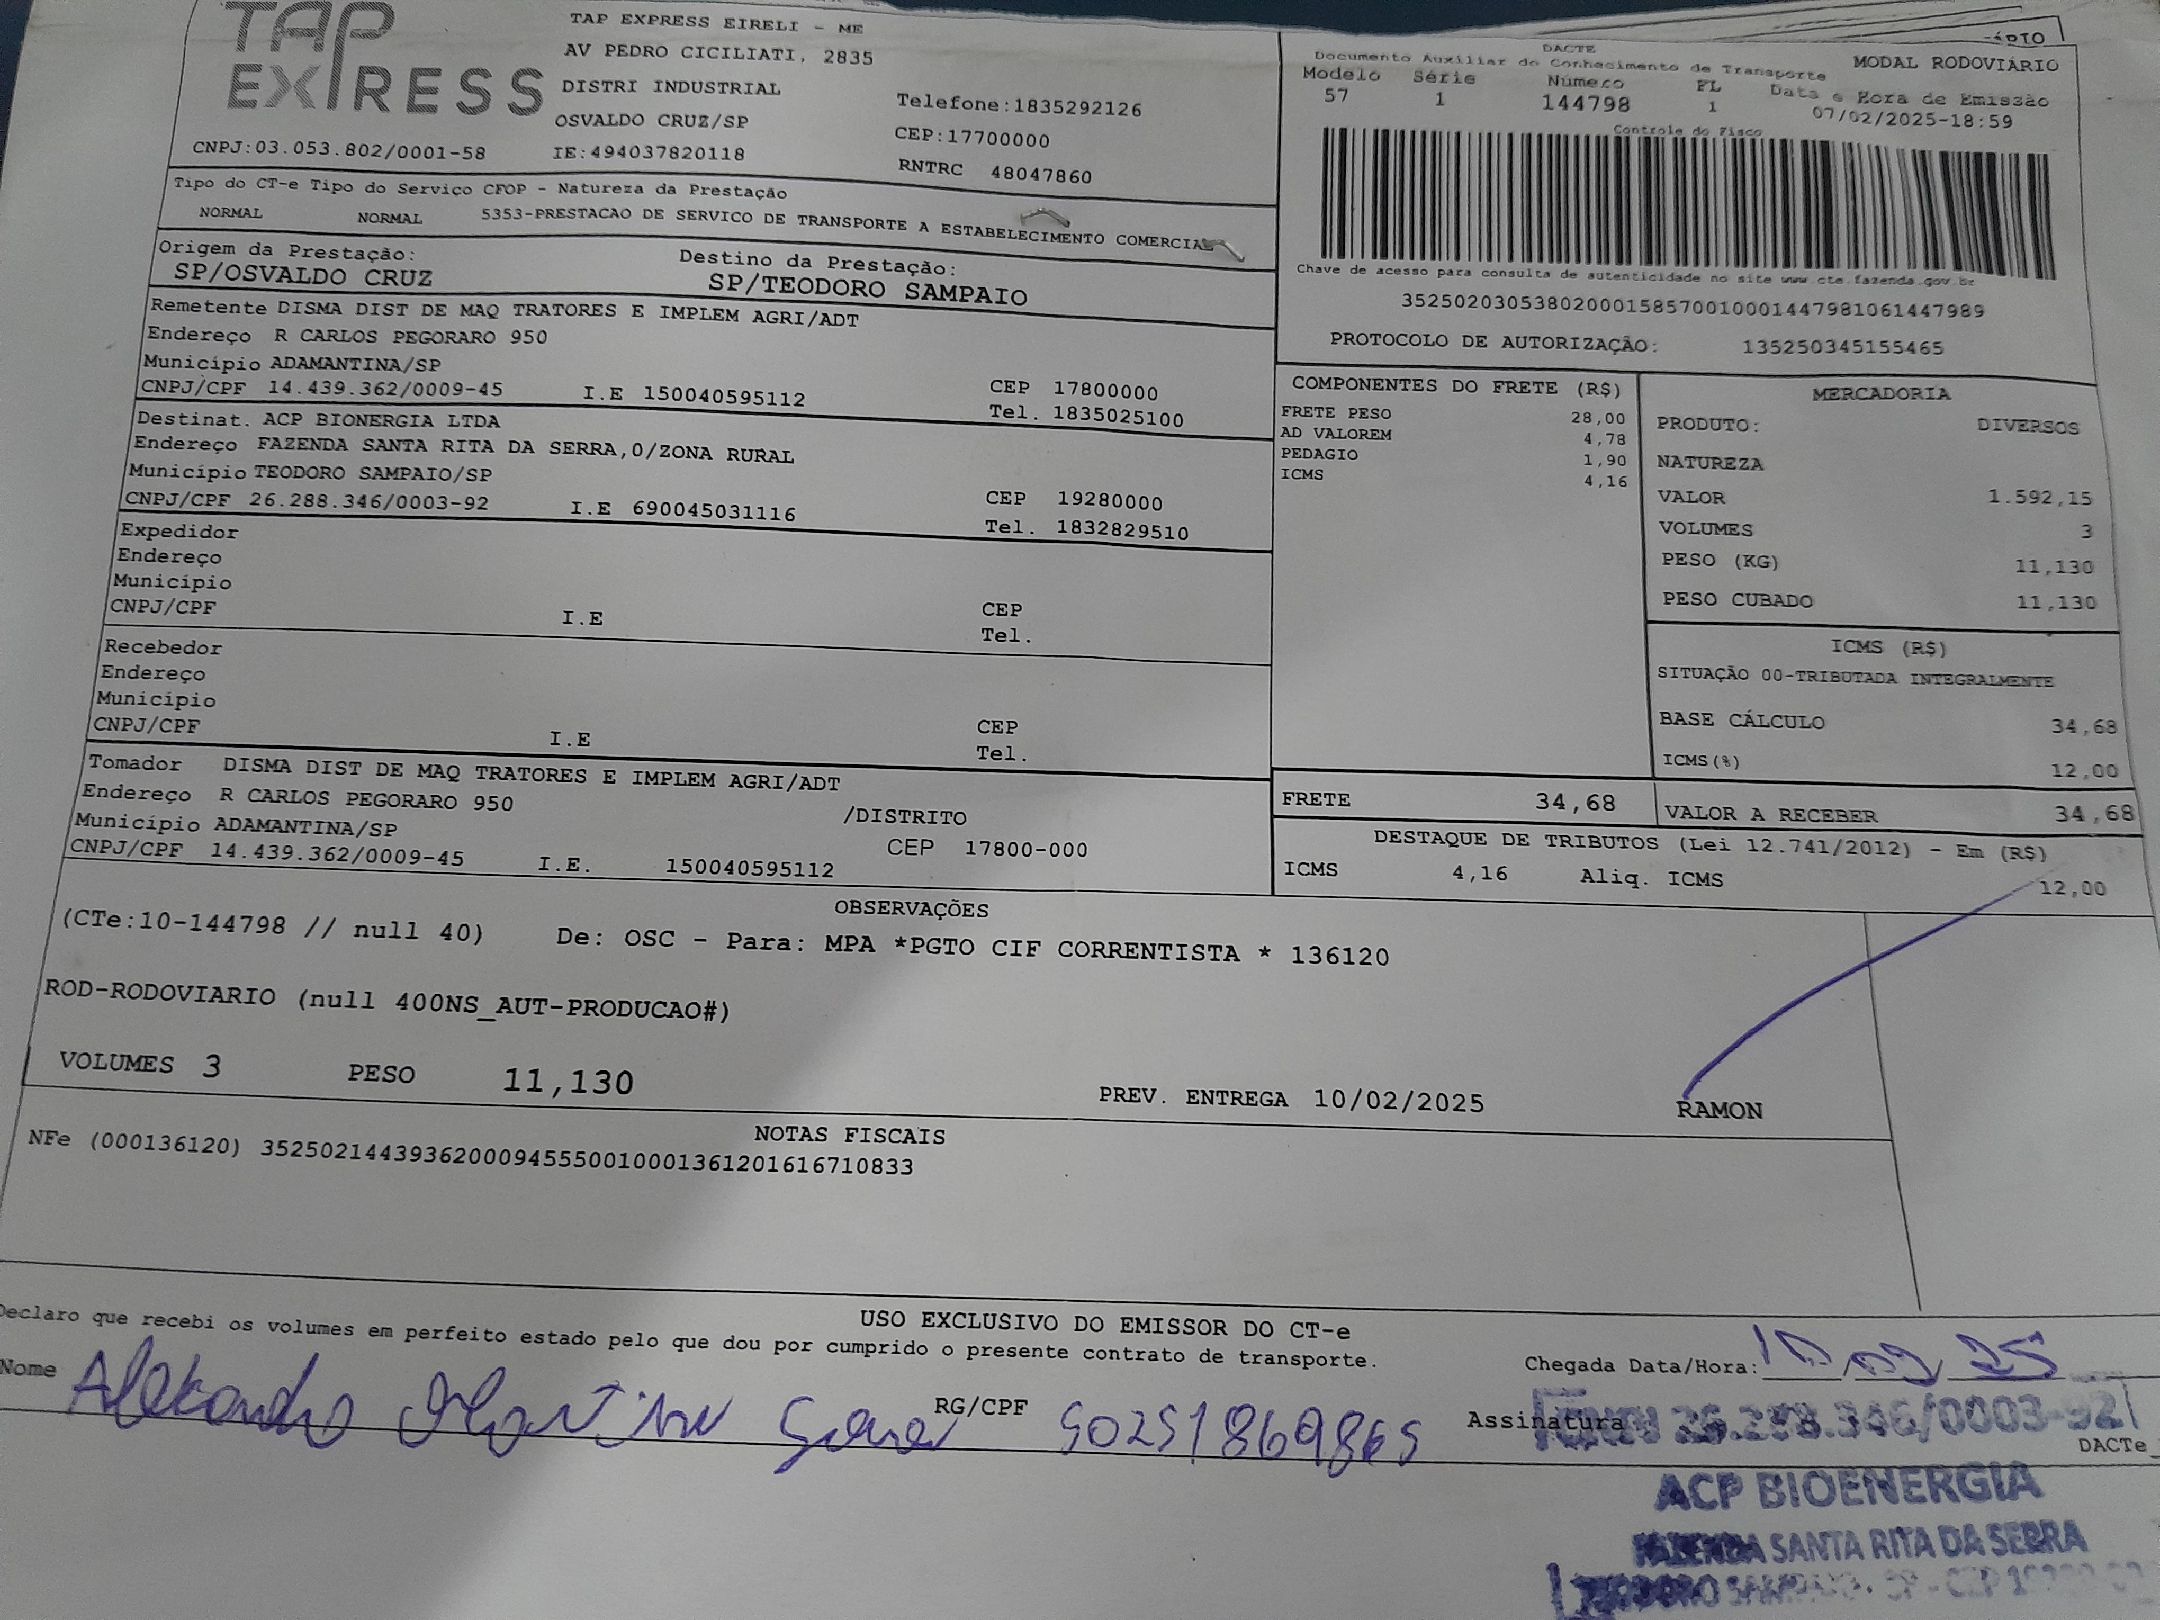 TAP EXPRESS
TAP EXPRESS EIRELI - ME
AV PEDRO CICILIATI, 2835
DISTRI INDUSTRIAL
Telefone:1835292126
OSVALDO CRUZ/SP
CEP:17700000
CNPJ:03.053.802/0001-58 IE:494037820118
RNTRC 48047860
DACTE
Documento Auxiliar do Conhecimento de Transporte
MODAL RODOVIÁRIO
Modelo Série Número FL Data e Hora de Emissão
57 1 144798 1 07/02/2025-18:59
Controle do Fisco
Chave de acesso para consulta de autenticidade no site www.cte.fazenda.gov.br
35250203053802000158570010001447981061447989
PROTOCOLO DE AUTORIZAÇÃO: 135250345155465
Tipo do CT-e Tipo do Serviço CFOP - Natureza da Prestação
NORMAL NORMAL 5353-PRESTACAO DE SERVICO DE TRANSPORTE A ESTABELECIMENTO COMERCIAL
Origem da Prestação: Destino da Prestação:
SP/OSVALDO CRUZ SP/TEODORO SAMPAIO
Remetente DISMA DIST DE MAQ TRATORES E IMPLEM AGRI/ADT
Endereço R CARLOS PEGORARO 950
Município ADAMANTINA/SP
CNPJ/CPF 14.439.362/0009-45 I.E 150040595112 CEP 17800000
Tel. 1835025100
Destinat. ACP BIONERGIA LTDA
Endereço FAZENDA SANTA RITA DA SERRA,0/ZONA RURAL
Município TEODORO SAMPAIO/SP
CNPJ/CPF 26.288.346/0003-92 I.E 690045031116 CEP 19280000
Tel. 1832829510
Expedidor
Endereço
Município
CNPJ/CPF I.E CEP
Tel.
Recebedor
Endereço
Município
CNPJ/CPF I.E CEP
Tel.
Tomador DISMA DIST DE MAQ TRATORES E IMPLEM AGRI/ADT
Endereço R CARLOS PEGORARO 950 /DISTRITO
Município ADAMANTINA/SP
CNPJ/CPF 14.439.362/0009-45 I.E. 150040595112 CEP 17800-000
COMPONENTES DO FRETE (R$)
FRETE PESO 28,00
AD VALOREM 4,78
PEDAGIO 1,90
ICMS 4,16
MERCADORIA
PRODUTO: DIVERSOS
NATUREZA
VALOR 1.592,15
VOLUMES 3
PESO (KG) 11,130
PESO CUBADO 11,130
ICMS (R$)
SITUAÇÃO 00-TRIBUTADA INTEGRALMENTE
BASE CÁLCULO 34,68
ICMS(%) 12,00
FRETE 34,68 VALOR A RECEBER 34,68
DESTAQUE DE TRIBUTOS (Lei 12.741/2012) - Em (R$)
ICMS 4,16 Aliq. ICMS 12,00
OBSERVAÇÕES
(CTe:10-144798 // null 40) De: OSC - Para: MPA *PGTO CIF CORRENTISTA * 136120
ROD-RODOVIARIO (null 400NS_AUT-PRODUCAO#)
VOLUMES 3 PESO 11,130 PREV. ENTREGA 10/02/2025 RAMON
NOTAS FISCAIS
NFe (000136120) 35250214439362000945550010001361201616710833
USO EXCLUSIVO DO EMISSOR DO CT-e
Declaro que recebi os volumes em perfeito estado pelo que dou por cumprido o presente contrato de transporte.
Nome RG/CPF 50251869865 Chegada Data/Hora: 10 02 25
Assinatura
26.288.346/0003-92
DACTe_
ACP BIOENERGIA
FAZENDA SANTA RITA DA SERRA